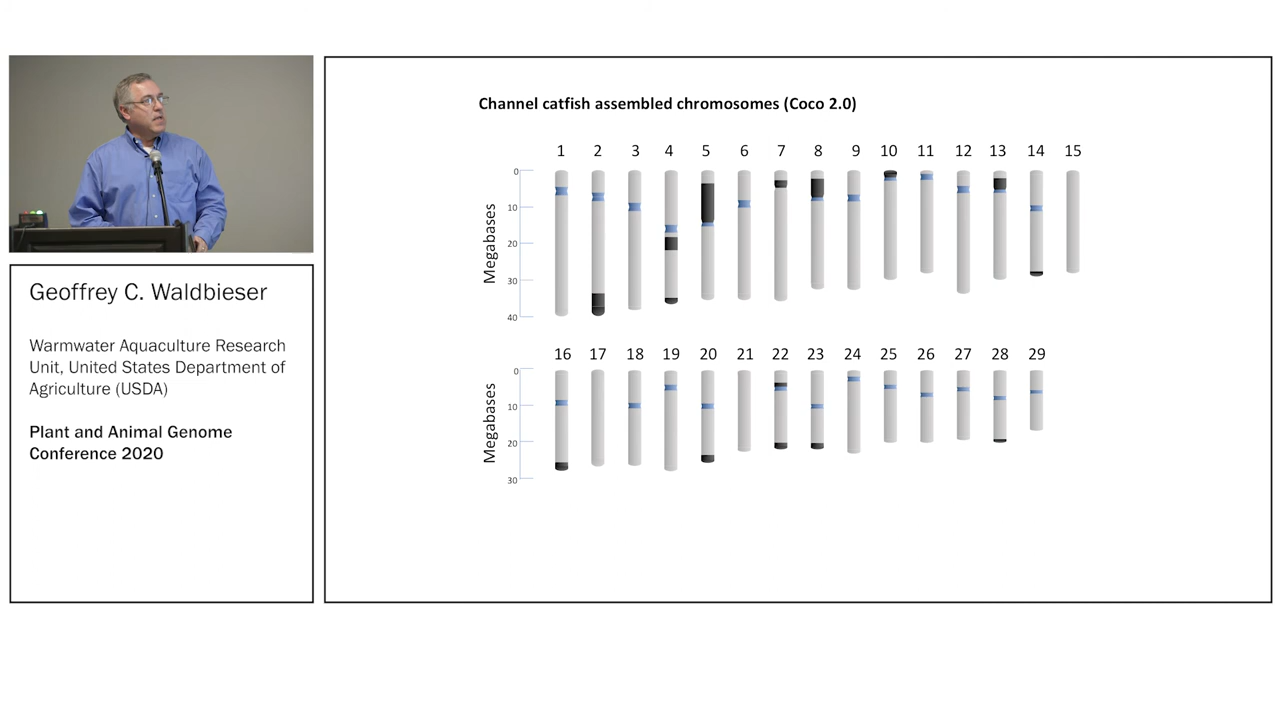 Geoffrey C. Waldbieser
Warmwater Aquaculture Research
Unit, United States Department of
Agriculture (USDA)
Plant and Animal Genome
Conference 2020
Channel catfish assembled chromosomes (Coco 2.0)
1 2 3 4 5 6 7 8 9 10 11 12 13 14 15
0
10
20
30
40
Megabases
16 17 18 19 20 21 22 23 24 25 26 27 28 29
0
10
20
30
Megabases